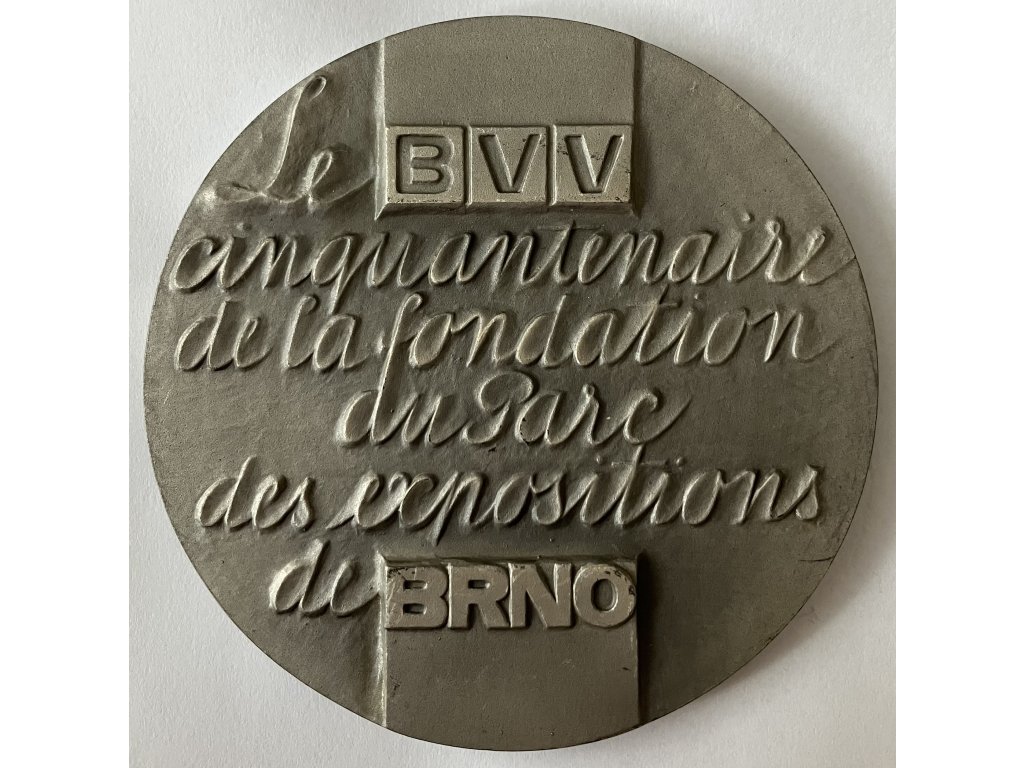 Le BVV
cinquantenaire
de la fondation
du Parc
des expositions
de BRNO